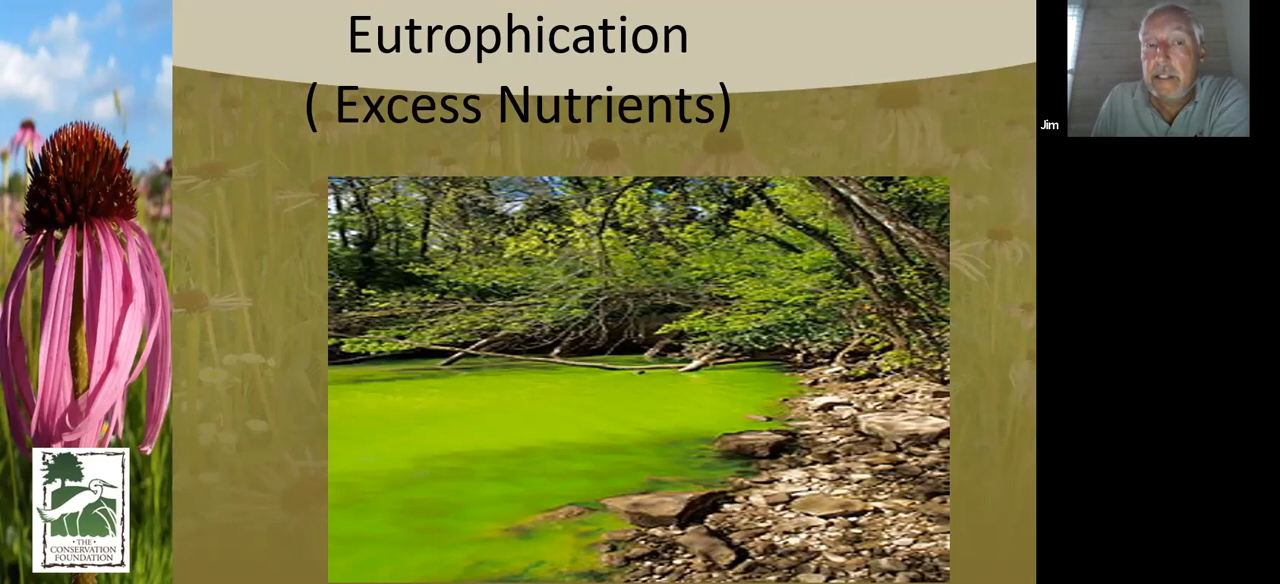 Eutrophication
( Excess Nutrients)
Jim
· THE ·
CONSERVATION
FOUNDATION